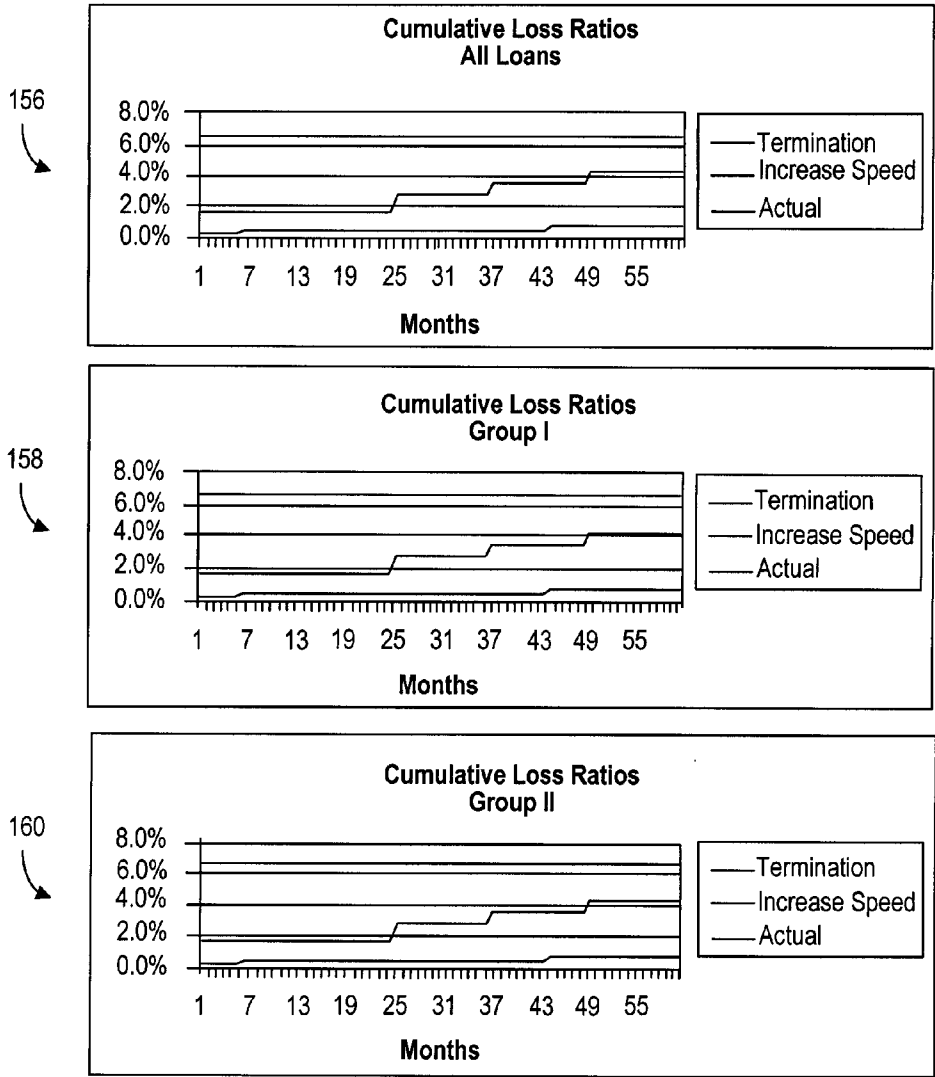 156
Cumulative Loss Ratios
All Loans
8.0%
6.0%
4.0%
2.0%
0.0%
1 7 13 19 25 31 37 43 49 55
Months
Termination
Increase Speed
Actual
158
Cumulative Loss Ratios
Group I
8.0%
6.0%
4.0%
2.0%
0.0%
1 7 13 19 25 31 37 43 49 55
Months
Termination
Increase Speed
Actual
160
Cumulative Loss Ratios
Group II
8.0%
6.0%
4.0%
2.0%
0.0%
1 7 13 19 25 31 37 43 49 55
Months
Termination
Increase Speed
Actual